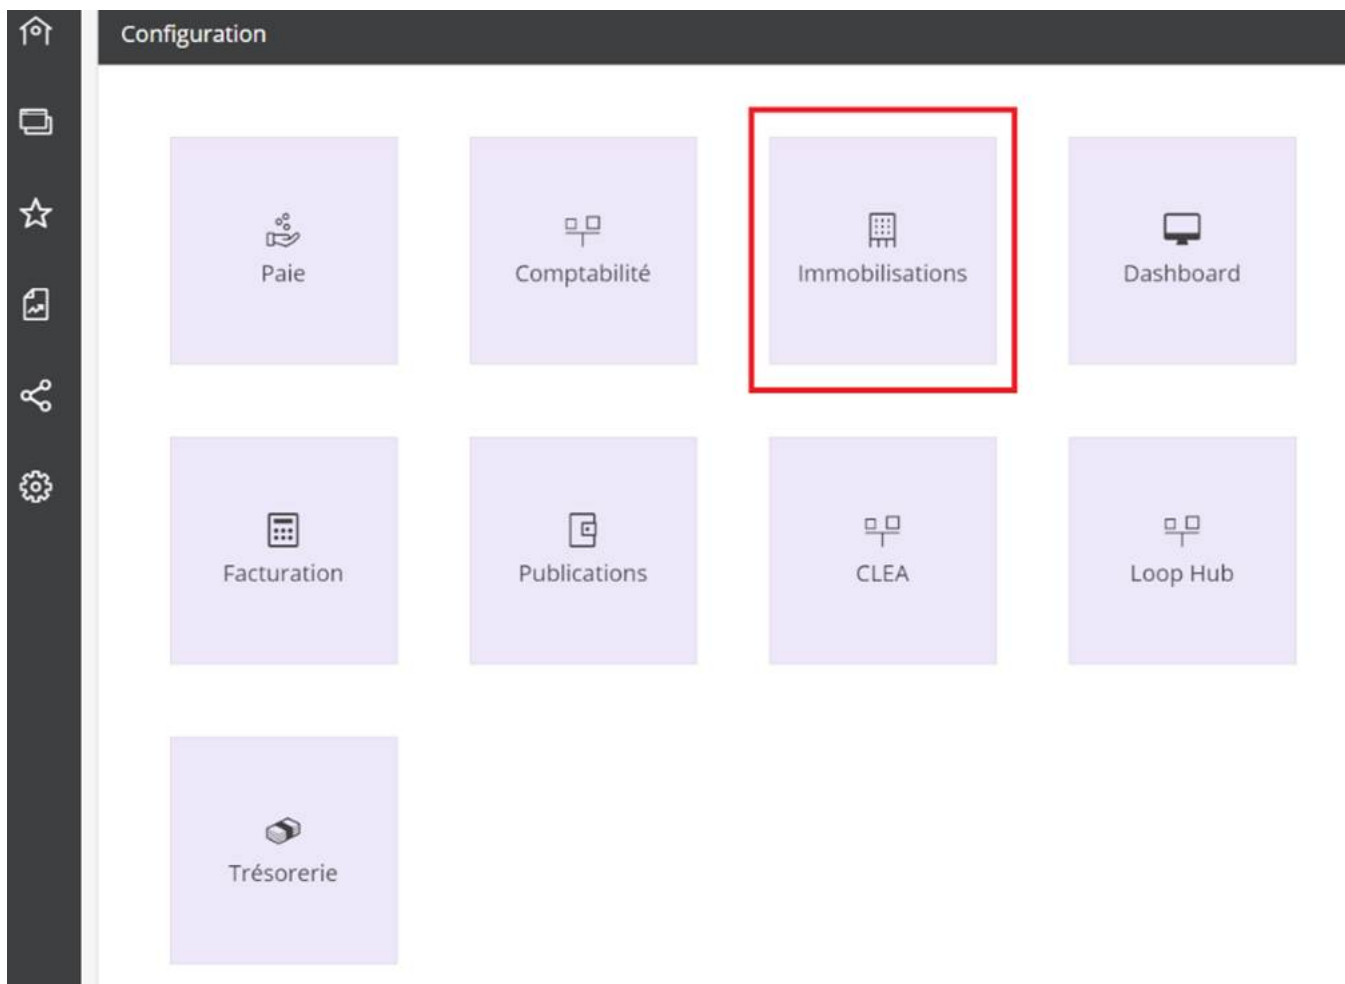 Configuration
Paie
Comptabilité
Immobilisations
Dashboard
Facturation
Publications
CLEA
Loop Hub
Trésorerie